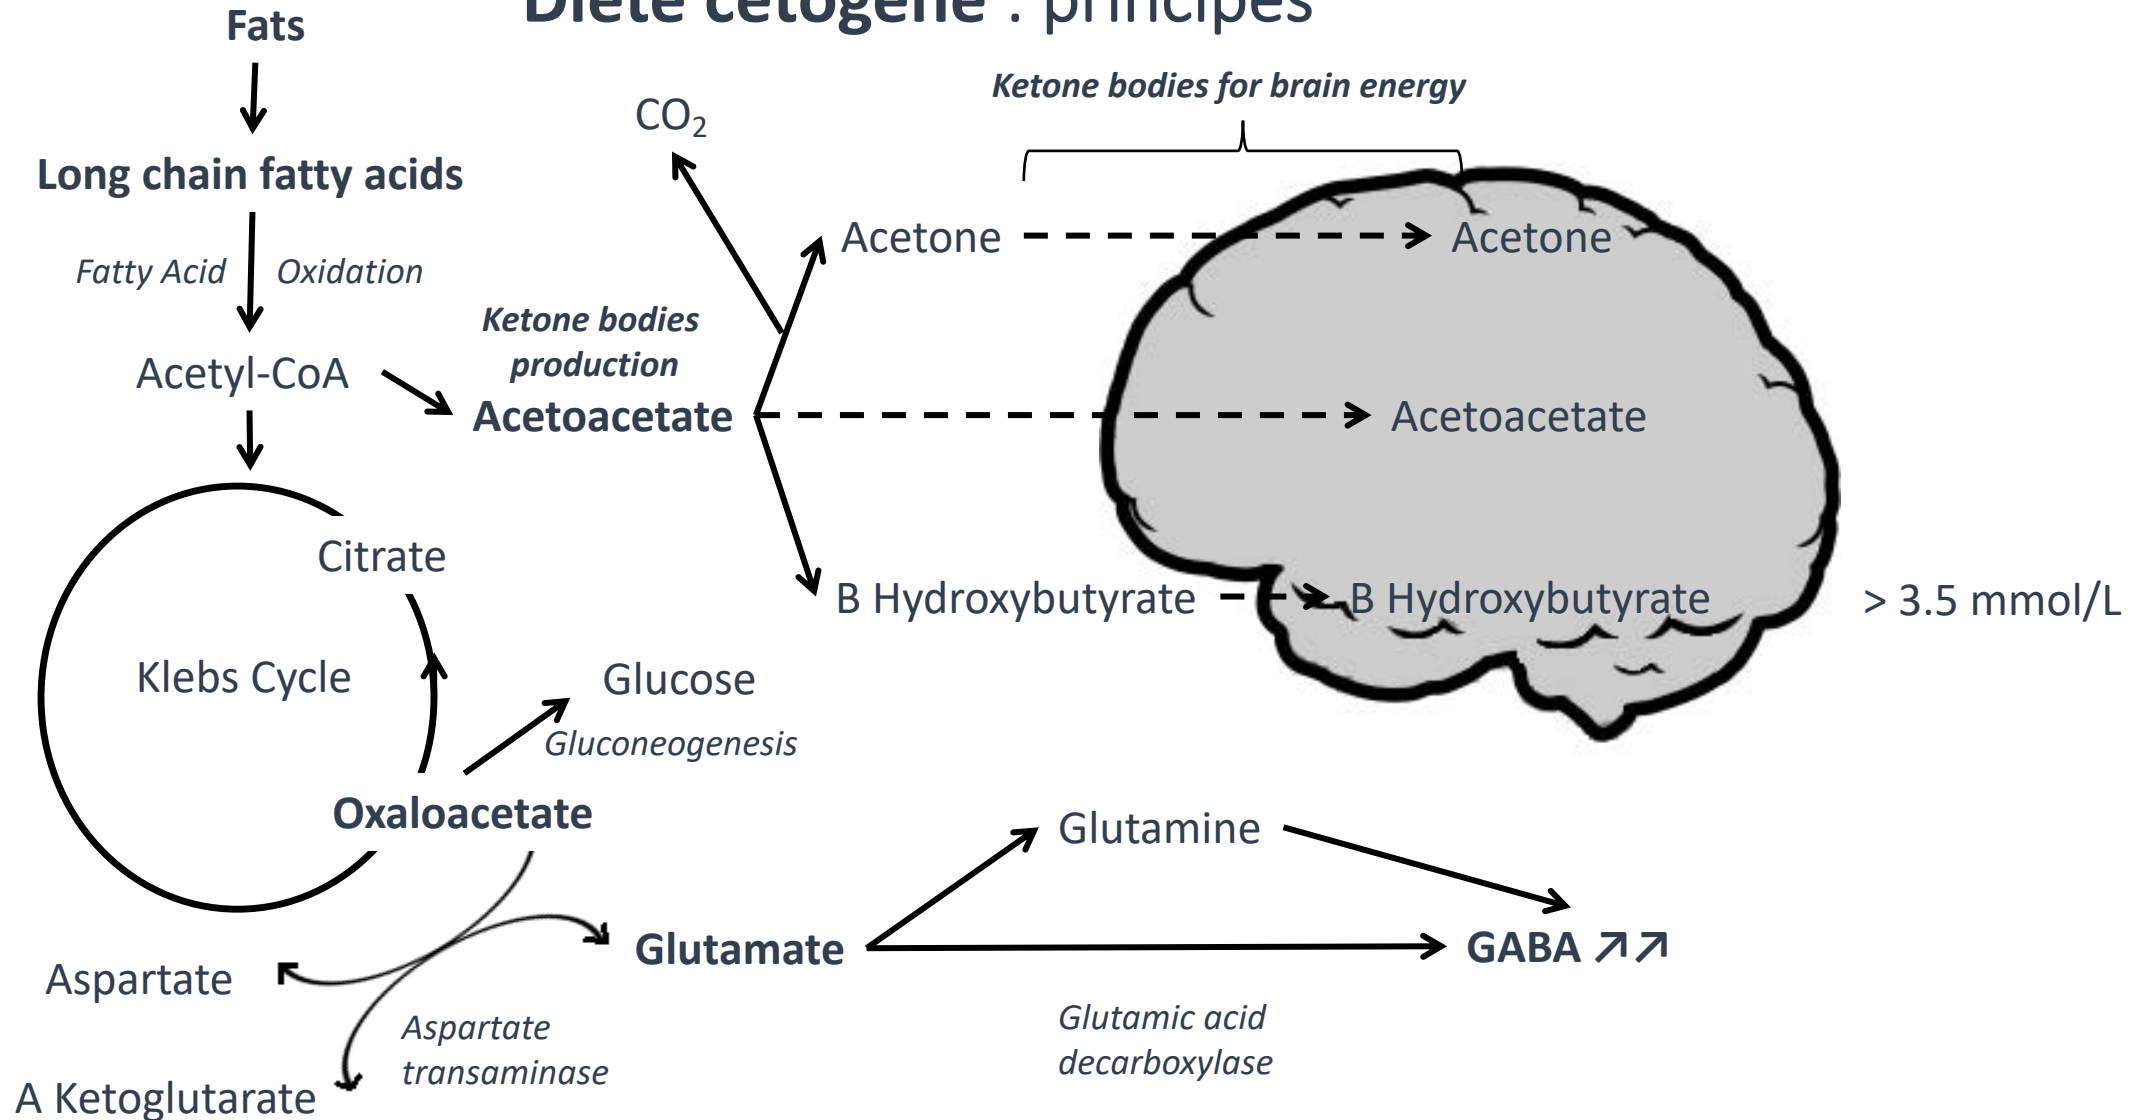 Diète cétogène : principes
Fats
Ketone bodies for brain energy
CO₂
Long chain fatty acids
Acetone
Acetone
Fatty Acid
Oxidation
Ketone bodies
production
Acetyl-CoA
Acetoacetate
Acetoacetate
Citrate
B Hydroxybutyrate
B Hydroxybutyrate
> 3.5 mmol/L
Klebs Cycle
Glucose
Gluconeogenesis
Oxaloacetate
Glutamine
Glutamate
GABA ↗↗
Aspartate
Aspartate
transaminase
Glutamic acid
decarboxylase
A Ketoglutarate